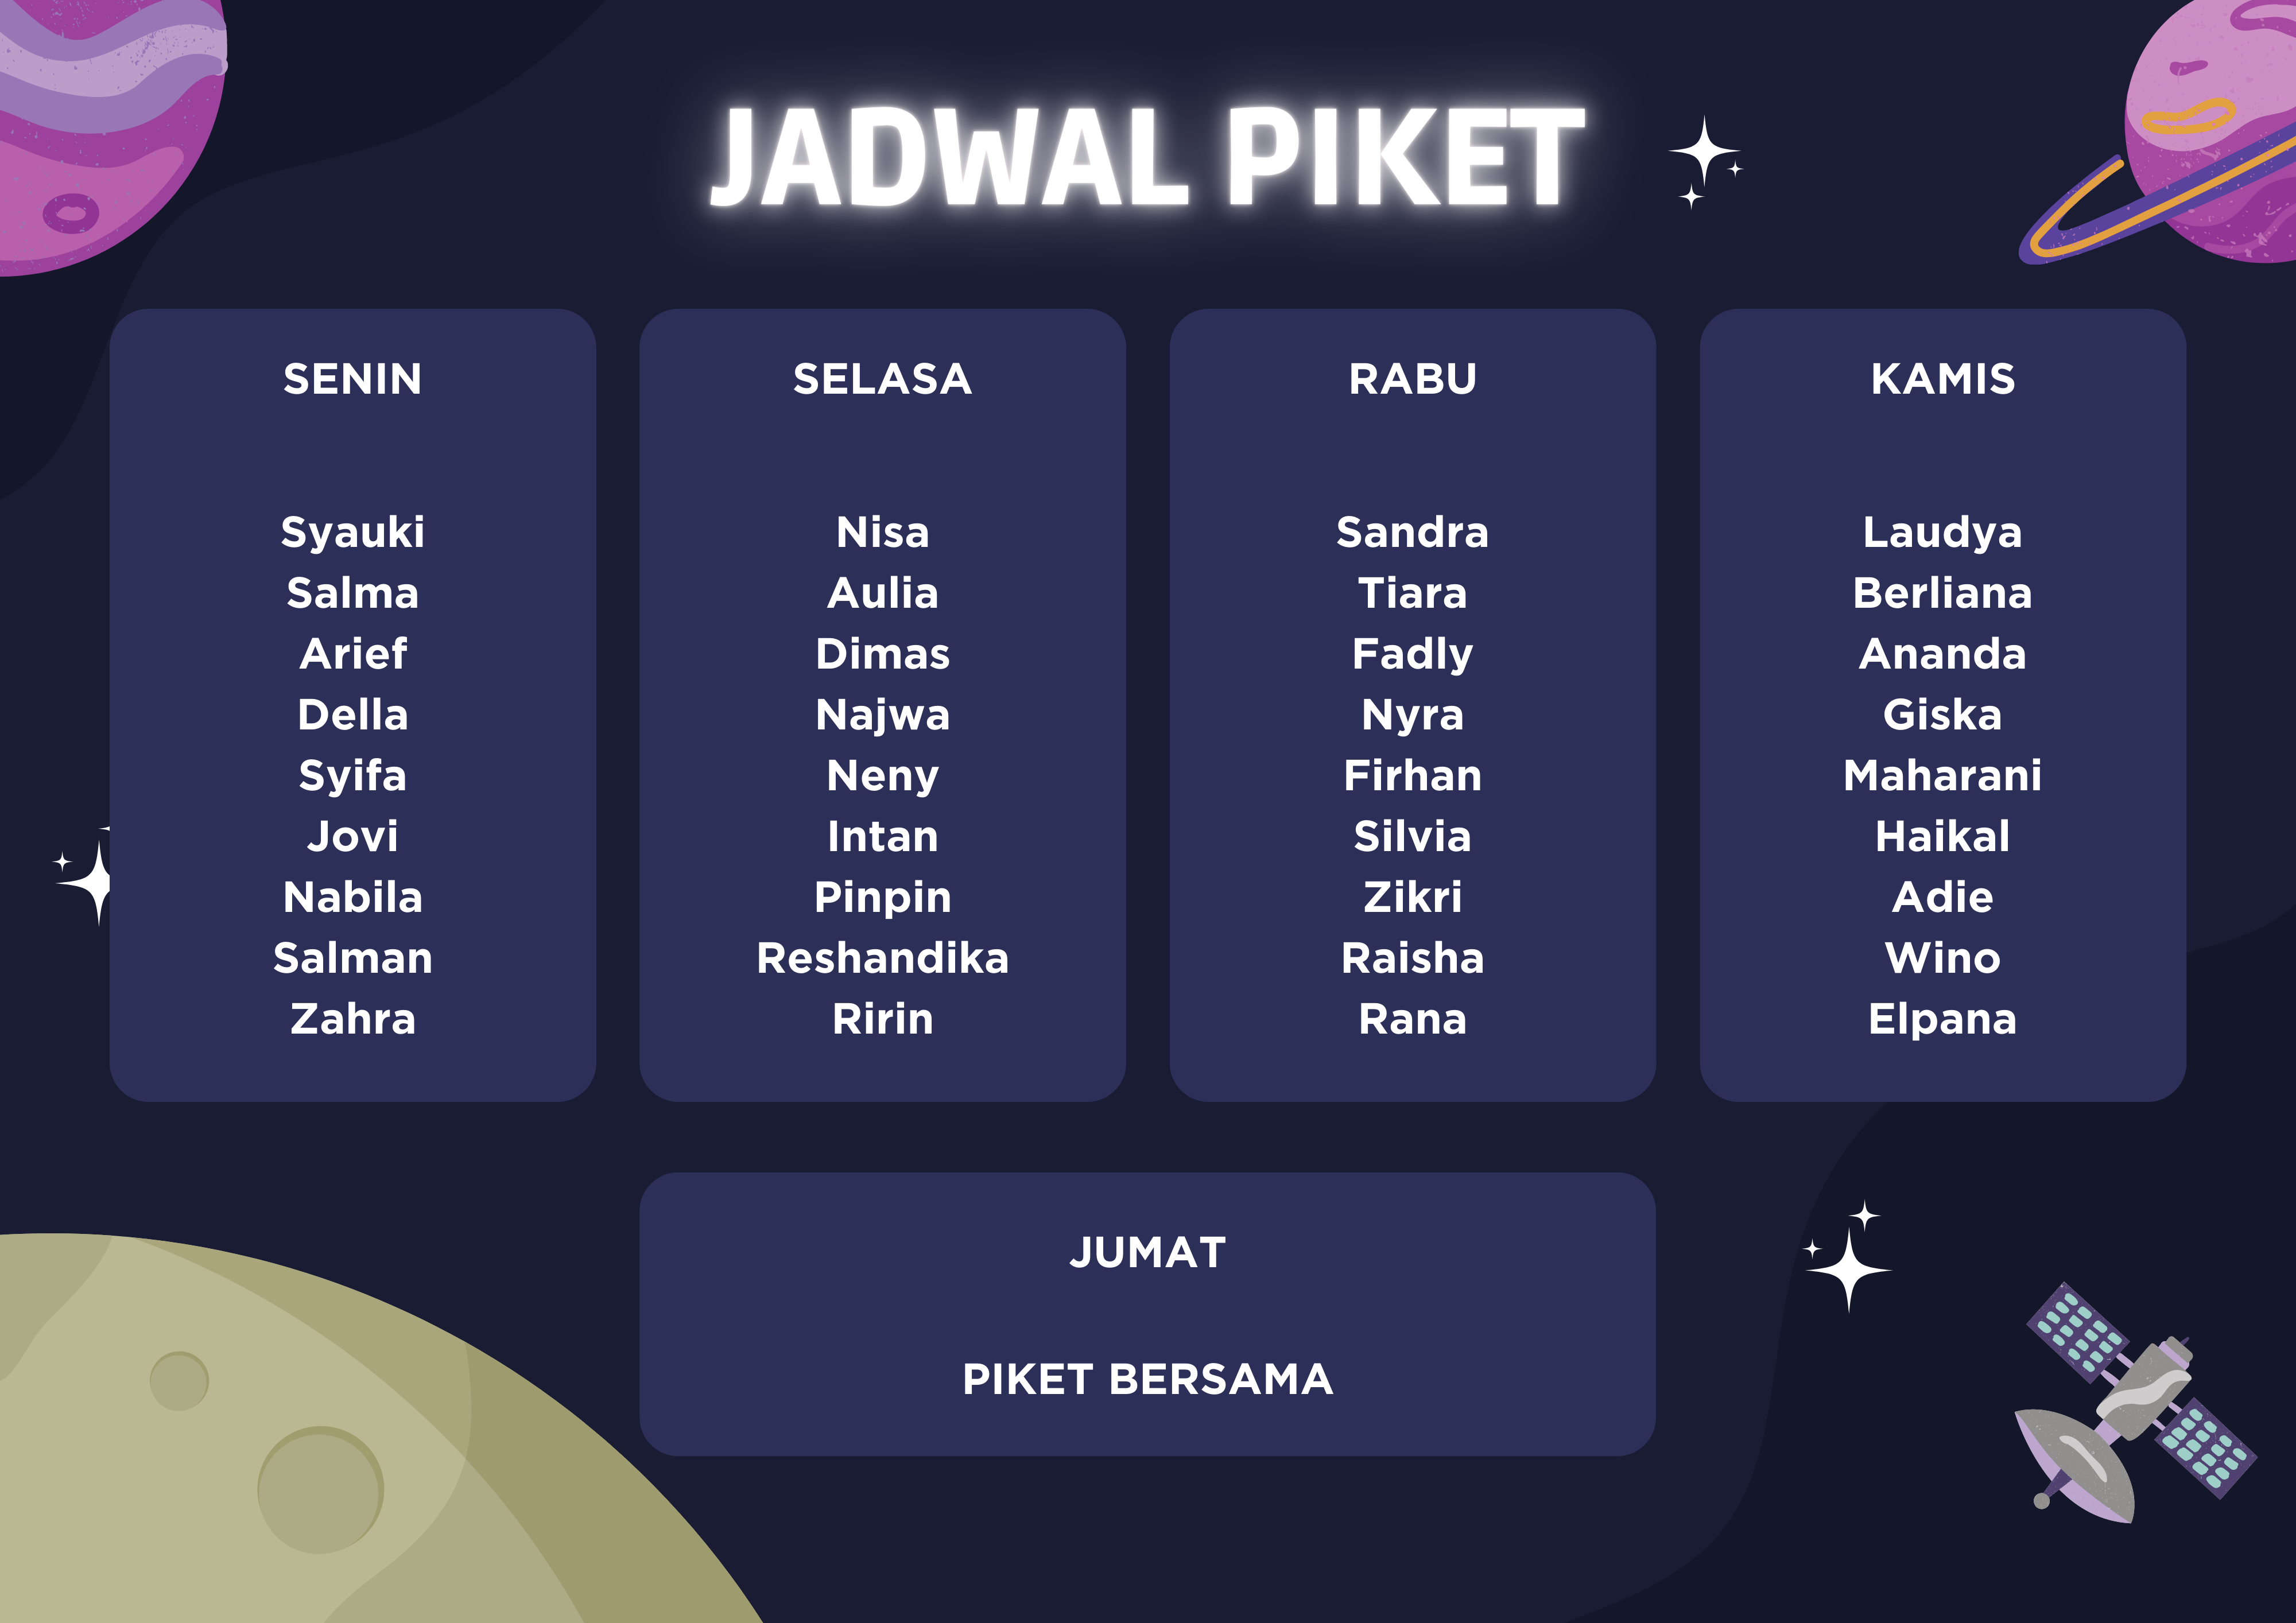 JADWAL PIKET
SENIN
Syauki
Salma
Arief
Della
Syifa
Jovi
Nabila
Salman
Zahra
SELASA
Nisa
Aulia
Dimas
Najwa
Neny
Intan
Pinpin
Reshandika
Ririn
RABU
Sandra
Tiara
Fadly
Nyra
Firhan
Silvia
Zikri
Raisha
Rana
KAMIS
Laudya
Berliana
Ananda
Giska
Maharani
Haikal
Adie
Wino
Elpana
JUMAT
PIKET BERSAMA